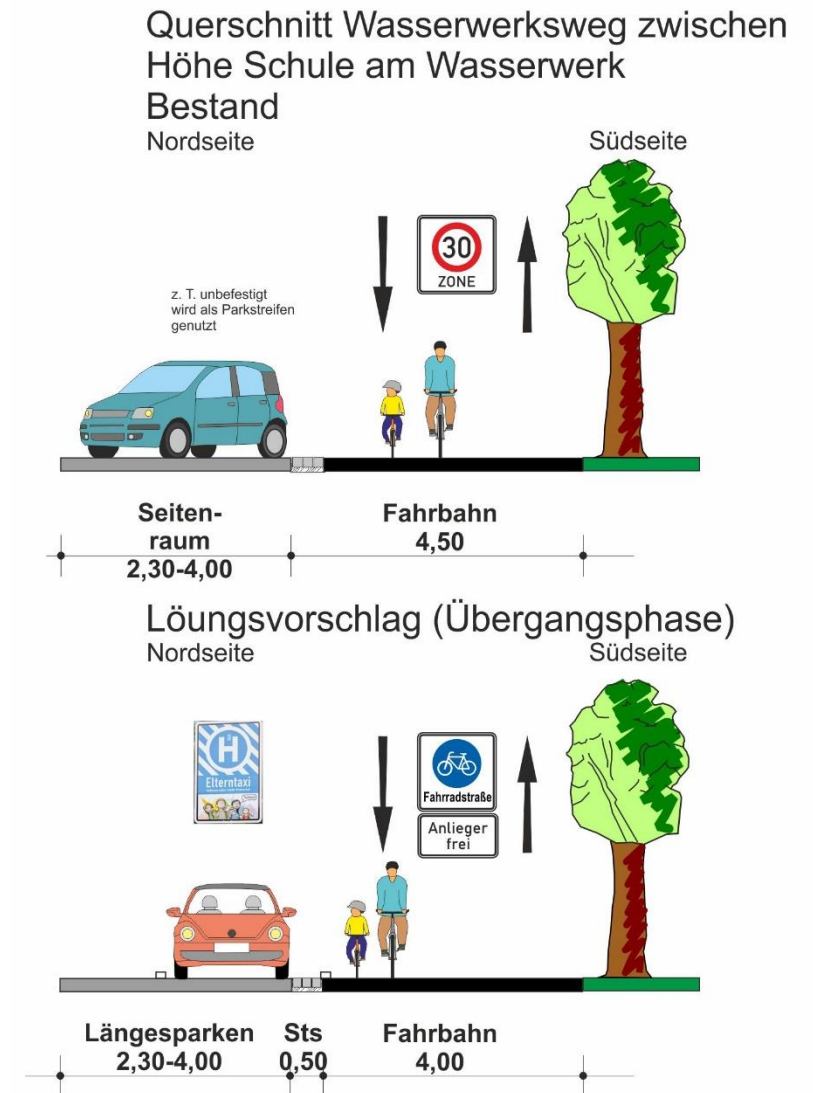 Querschnitt Wasserwerksweg zwischen
Höhe Schule am Wasserwerk
Bestand
Nordseite
Südseite
30
ZONE
z. T. unbefestigt
wird als Parkstreifen
genutzt
Seiten-
raum
2,30-4,00
Fahrbahn
4,50
Löungsvorschlag (Übergangsphase)
Nordseite
Südseite
H
Elterntaxi
Fahrradstraße
Anlieger
frei
Längesparken
2,30-4,00
Sts
0,50
Fahrbahn
4,00